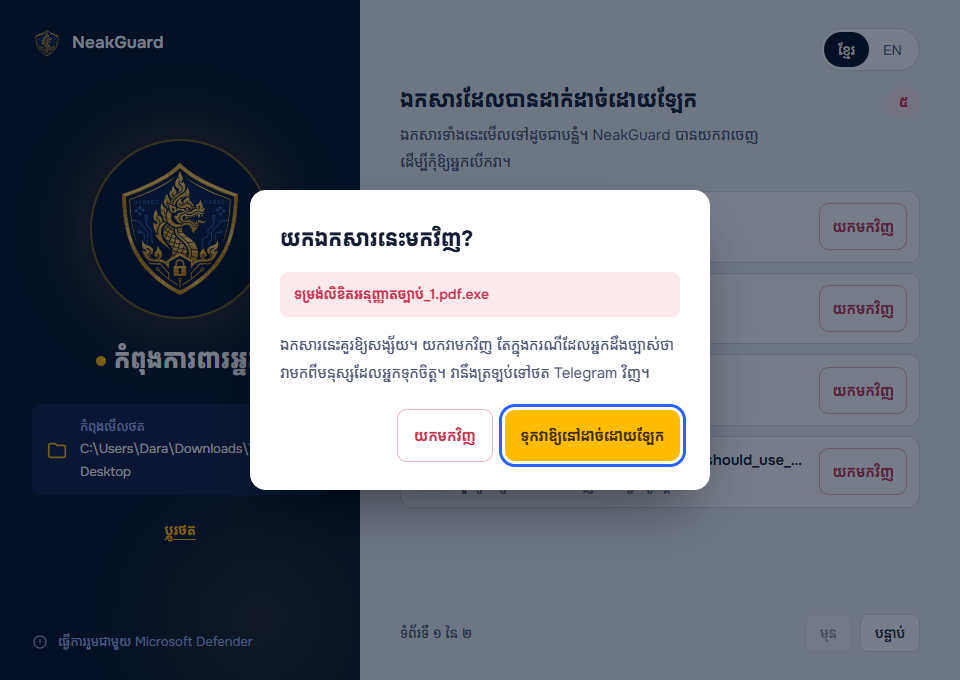 NeakGuard
ខ្មែរ
EN
ឯកសារដែលបានដាក់ដាច់ដោយឡែក
៥
ឯកសារទាំងនេះមើលទៅដូចជាបន្លំ។ NeakGuard បានយកវាចេញ
ដើម្បីកុំឱ្យអ្នកបើកវា។
យកមកវិញ
យកមកវិញ
យកមកវិញ
should_use_...
យកមកវិញ
យកឯកសារនេះមកវិញ?
ទម្រង់លិខិតអនុញ្ញាតច្បាប់_1.pdf.exe
ឯកសារនេះគួរឱ្យសង្ស័យ។ យកវាមកវិញ តែក្នុងករណីដែលអ្នកដឹងច្បាស់ថា
វាមកពីមនុស្សដែលអ្នកទុកចិត្ត។ វានឹងត្រឡប់ទៅថត Telegram វិញ។
យកមកវិញ
ទុកវាឱ្យនៅដាច់ដោយឡែក
កំពុងការពារ
កំពុងមើលថត
C:\Users\Dara\Downloads\
Desktop
ប្តូរថត
ធ្វើការរួមជាមួយ Microsoft Defender
ទំព័រទី ១ នៃ ២
មុន
បន្ទាប់